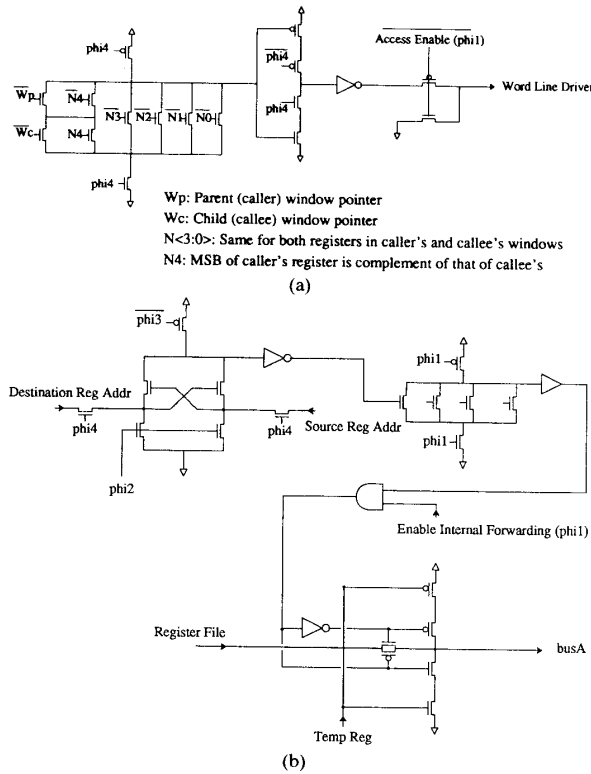 phi4
Access Enable (phi1)
phi4
phi4
Word Line Driver
Wp
N4
N3
N2
N1
N0
Wc
N4
phi4
Wp: Parent (caller) window pointer
Wc: Child (callee) window pointer
N<3:0>: Same for both registers in caller's and callee's windows
N4: MSB of caller's register is complement of that of callee's
(a)
phi3
phi1
Destination Reg Addr
phi4
phi4
Source Reg Addr
phi1
phi2
Enable Internal Forwarding (phi1)
Register File
busA
Temp Reg
(b)